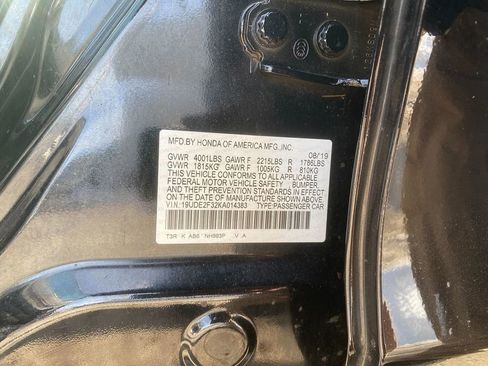 MFD.BY HONDA OF AMERICA MFG.,INC. 08/19
GVWR 4001LBS GAWR F 2215LBS R 1786LBS
GVWR 1815KG GAWR F 1005KG R 810KG
THIS VEHICLE CONFORMS TO ALL APPLICABLE
FEDERAL MOTOR VEHICLE SAFETY , BUMPER,
AND THEFT PREVENTION STANDARDS IN EFFECT
ON THE DATE OF MANUFACTURE SHOWN ABOVE.
V.I.N:19UDE2F32KA014383 TYPE:PASSENGER CAR
T3R K AB6 NH893P .V A